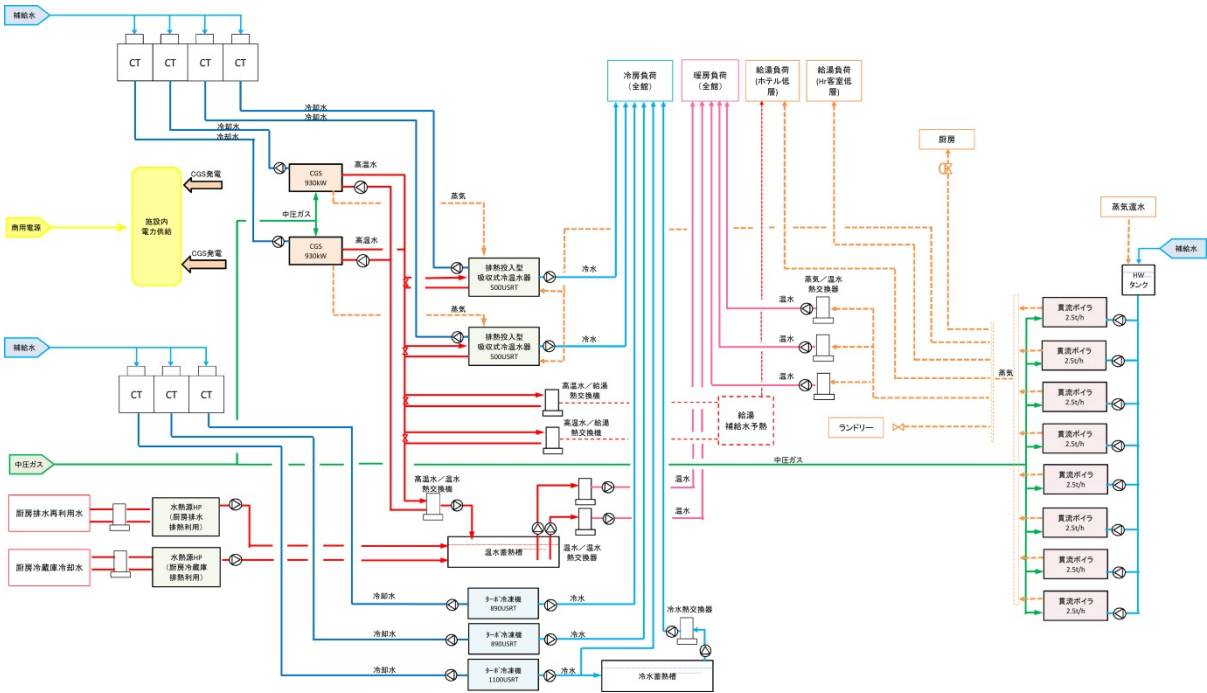 補給水
CT
CT
CT
CT
冷却水
冷却水
冷却水
冷却水
CGS発電
商用電源
施設内
電力供給
CGS発電
CGS
930kW
高温水
中圧ガス
CGS
930kW
高温水
蒸気
排熱投入型
吸収式冷温水器
500USRT
冷水
蒸気
排熱投入型
吸収式冷温水器
500USRT
冷水
冷房負荷
(全館)
暖房負荷
(全館)
給湯負荷
(ホテル低
層)
給湯負荷
(Hr客室低
層)
厨房
蒸気還水
補給水
HW
タンク
蒸気／温水
熱交換器
温水
温水
温水
蒸気
貫流ボイラ
2.5t/h
貫流ボイラ
2.5t/h
貫流ボイラ
2.5t/h
貫流ボイラ
2.5t/h
貫流ボイラ
2.5t/h
貫流ボイラ
2.5t/h
貫流ボイラ
2.5t/h
貫流ボイラ
2.5t/h
補給水
CT
CT
CT
高温水／給湯
熱交換機
高温水／給湯
熱交換機
給湯
補給水予熱
ランドリー
中圧ガス
中圧ガス
高温水／温水
熱交換機
温水
温水
厨房排水再利用水
水熱源HP
(厨房排水
排熱利用)
厨房冷蔵庫冷却水
水熱源HP
(厨房冷蔵庫
排熱利用)
温水蓄熱槽
温水／温水
熱交換器
冷却水
ﾀｰﾎﾞ冷凍機
890USRT
冷水
冷却水
ﾀｰﾎﾞ冷凍機
890USRT
冷水
冷却水
ﾀｰﾎﾞ冷凍機
1100USRT
冷水
冷水熱交換器
冷水蓄熱槽